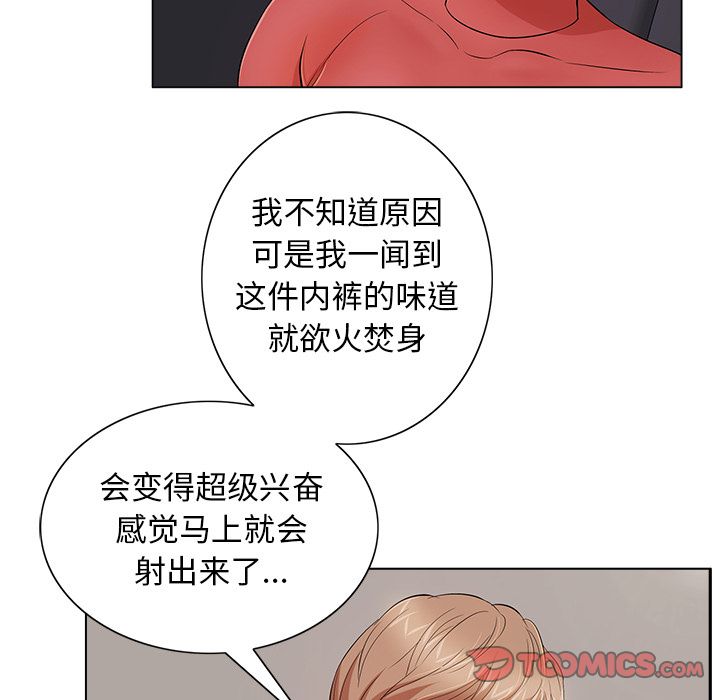 我不知道原因
可是我一闻到
这件内裤的味道
就欲火焚身
会变得超级兴奋
感觉马上就会
射出来了...
TOOMICS.COM